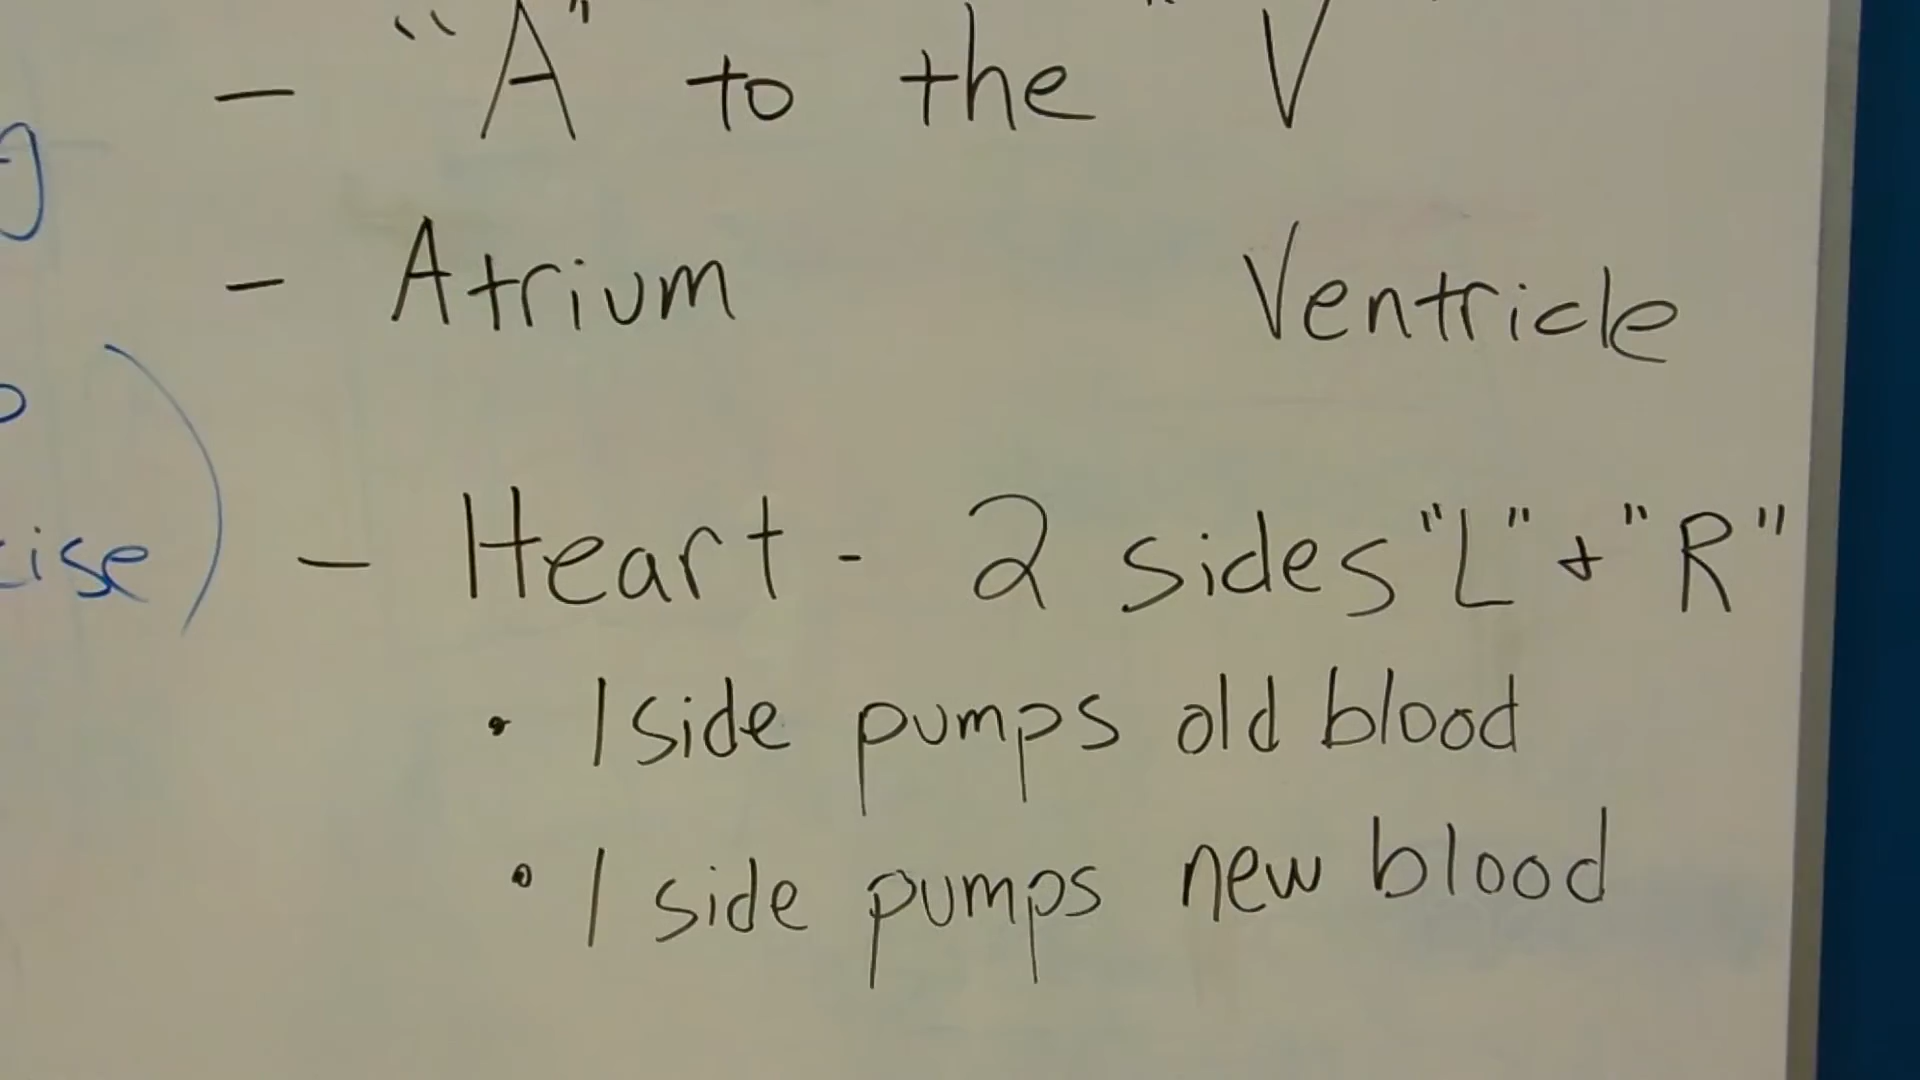 - "A" to the "V
- Atrium Ventricle
- Heart - 2 sides "L" + "R"
• 1 side pumps old blood
• 1 side pumps new blood